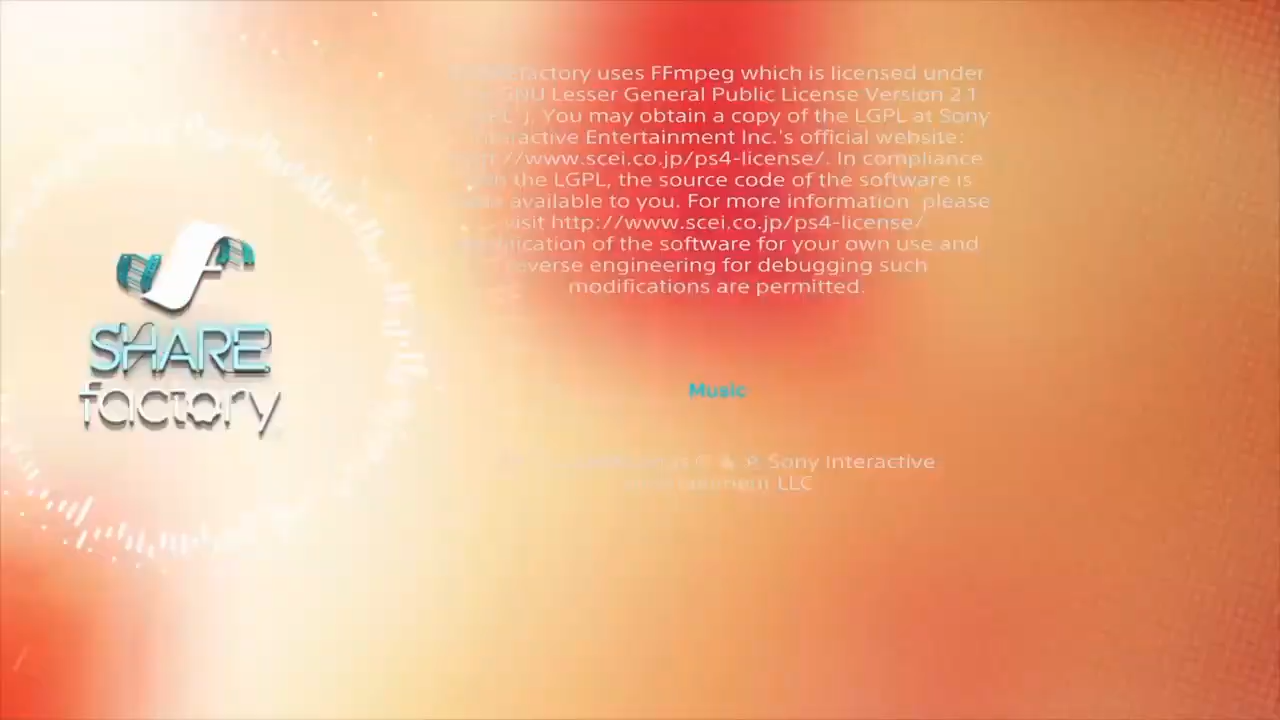 SHARE
factory
factory uses FFmpeg which is licensed under
GNU Lesser General Public License Version 2.1
You may obtain a copy of the LGPL at Sony
Interactive Entertainment Inc.'s official website:
http://www.scei.co.jp/ps4-license/. In compliance
with the LGPL, the source code of the software is
available to you. For more information, please
visit http://www.scei.co.jp/ps4-license/
of the software for your own use and
reverse engineering for debugging such
modifications are permitted.
Music
Sony Interactive
Entertainment LLC